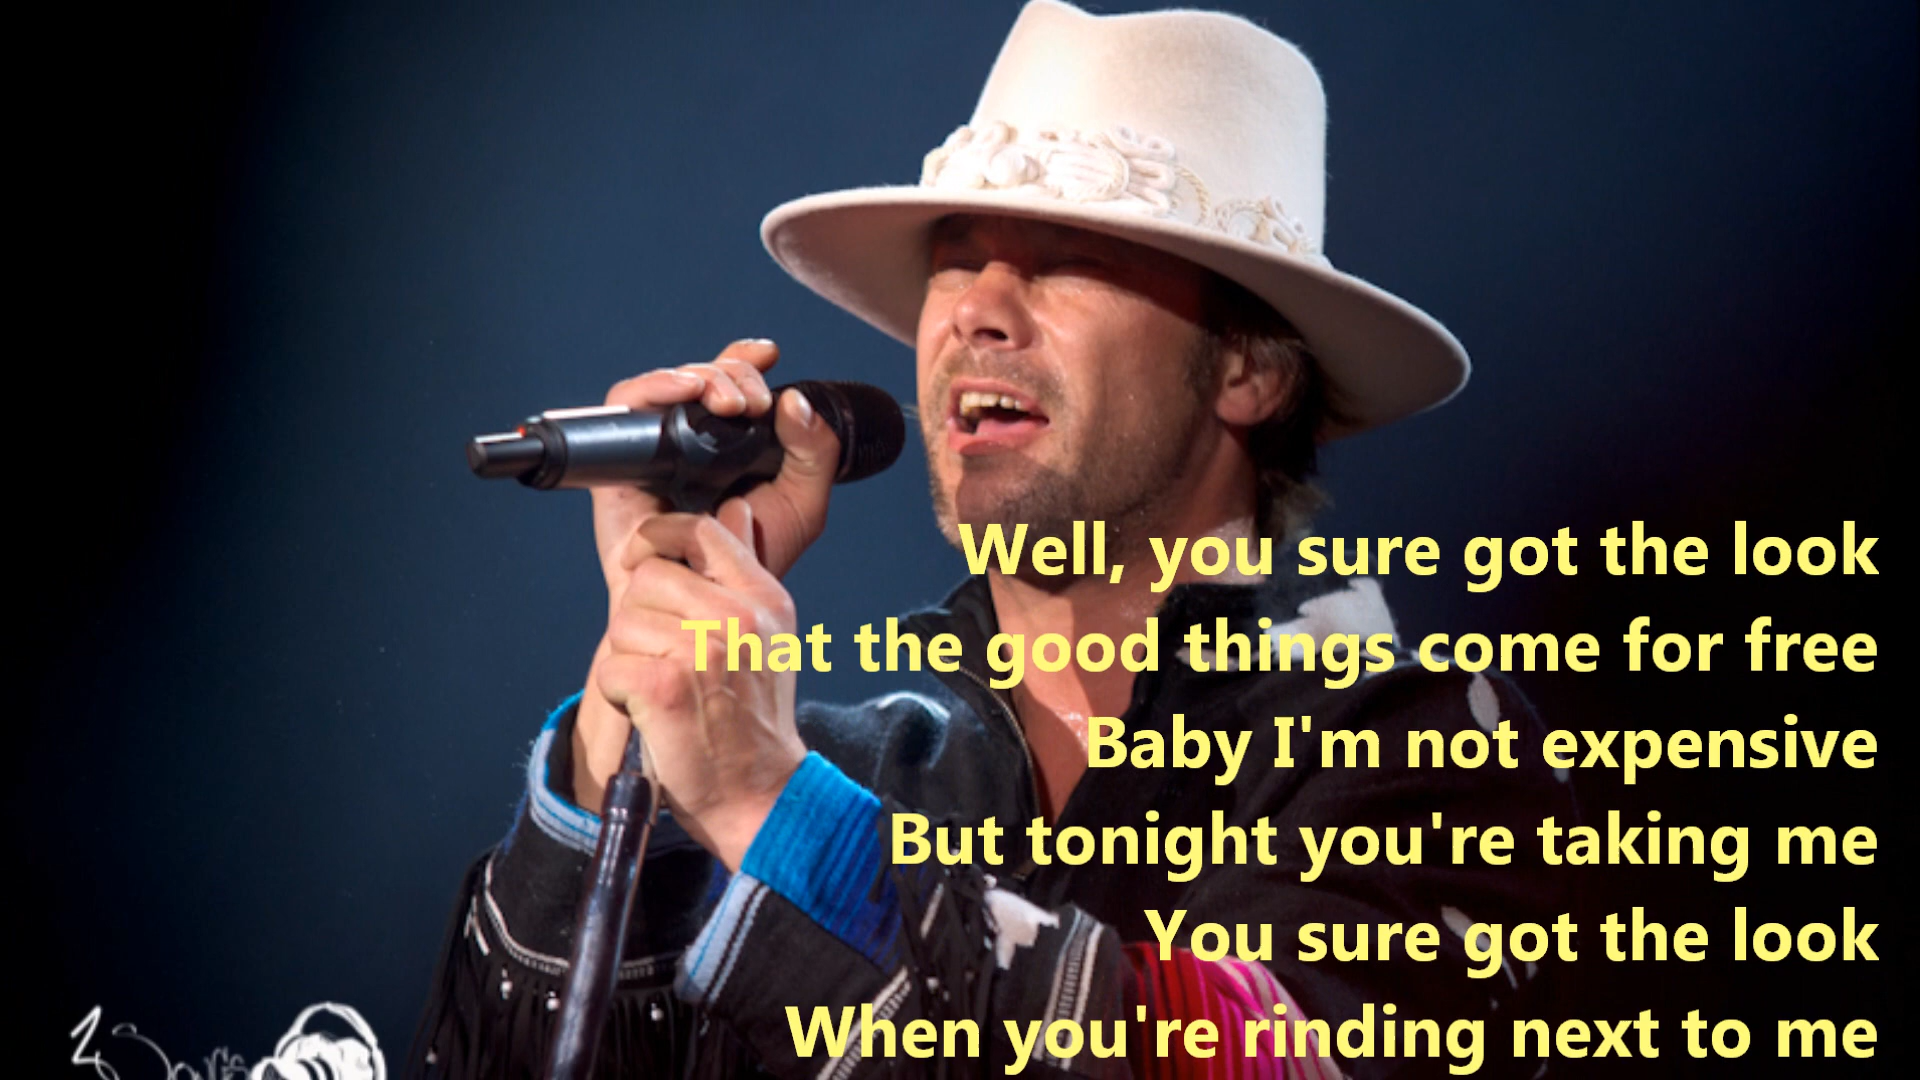 Well, you sure got the look
That the good things come for free
Baby I'm not expensive
But tonight you're taking me
You sure got the look
When you're rinding next to me